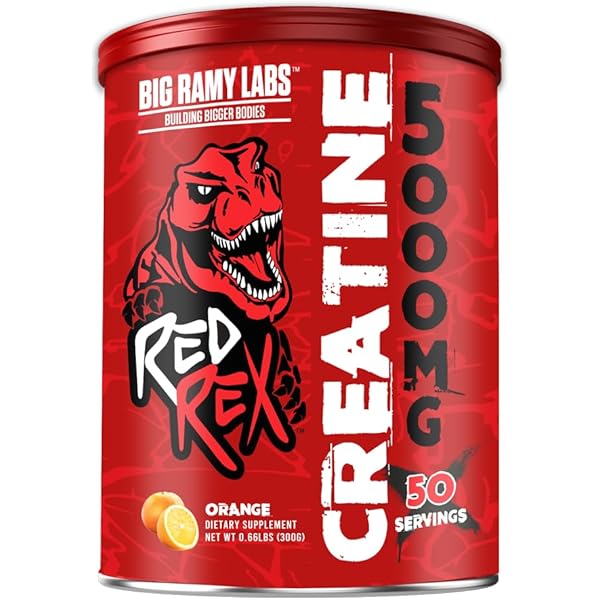 BIG RAMY LABS™
BUILDING BIGGER BODIES
RED
REX™
ORANGE
DIETARY SUPPLEMENT
NET WT 0.66LBS (300G)
CREATINE
5000MG
50
SERVINGS